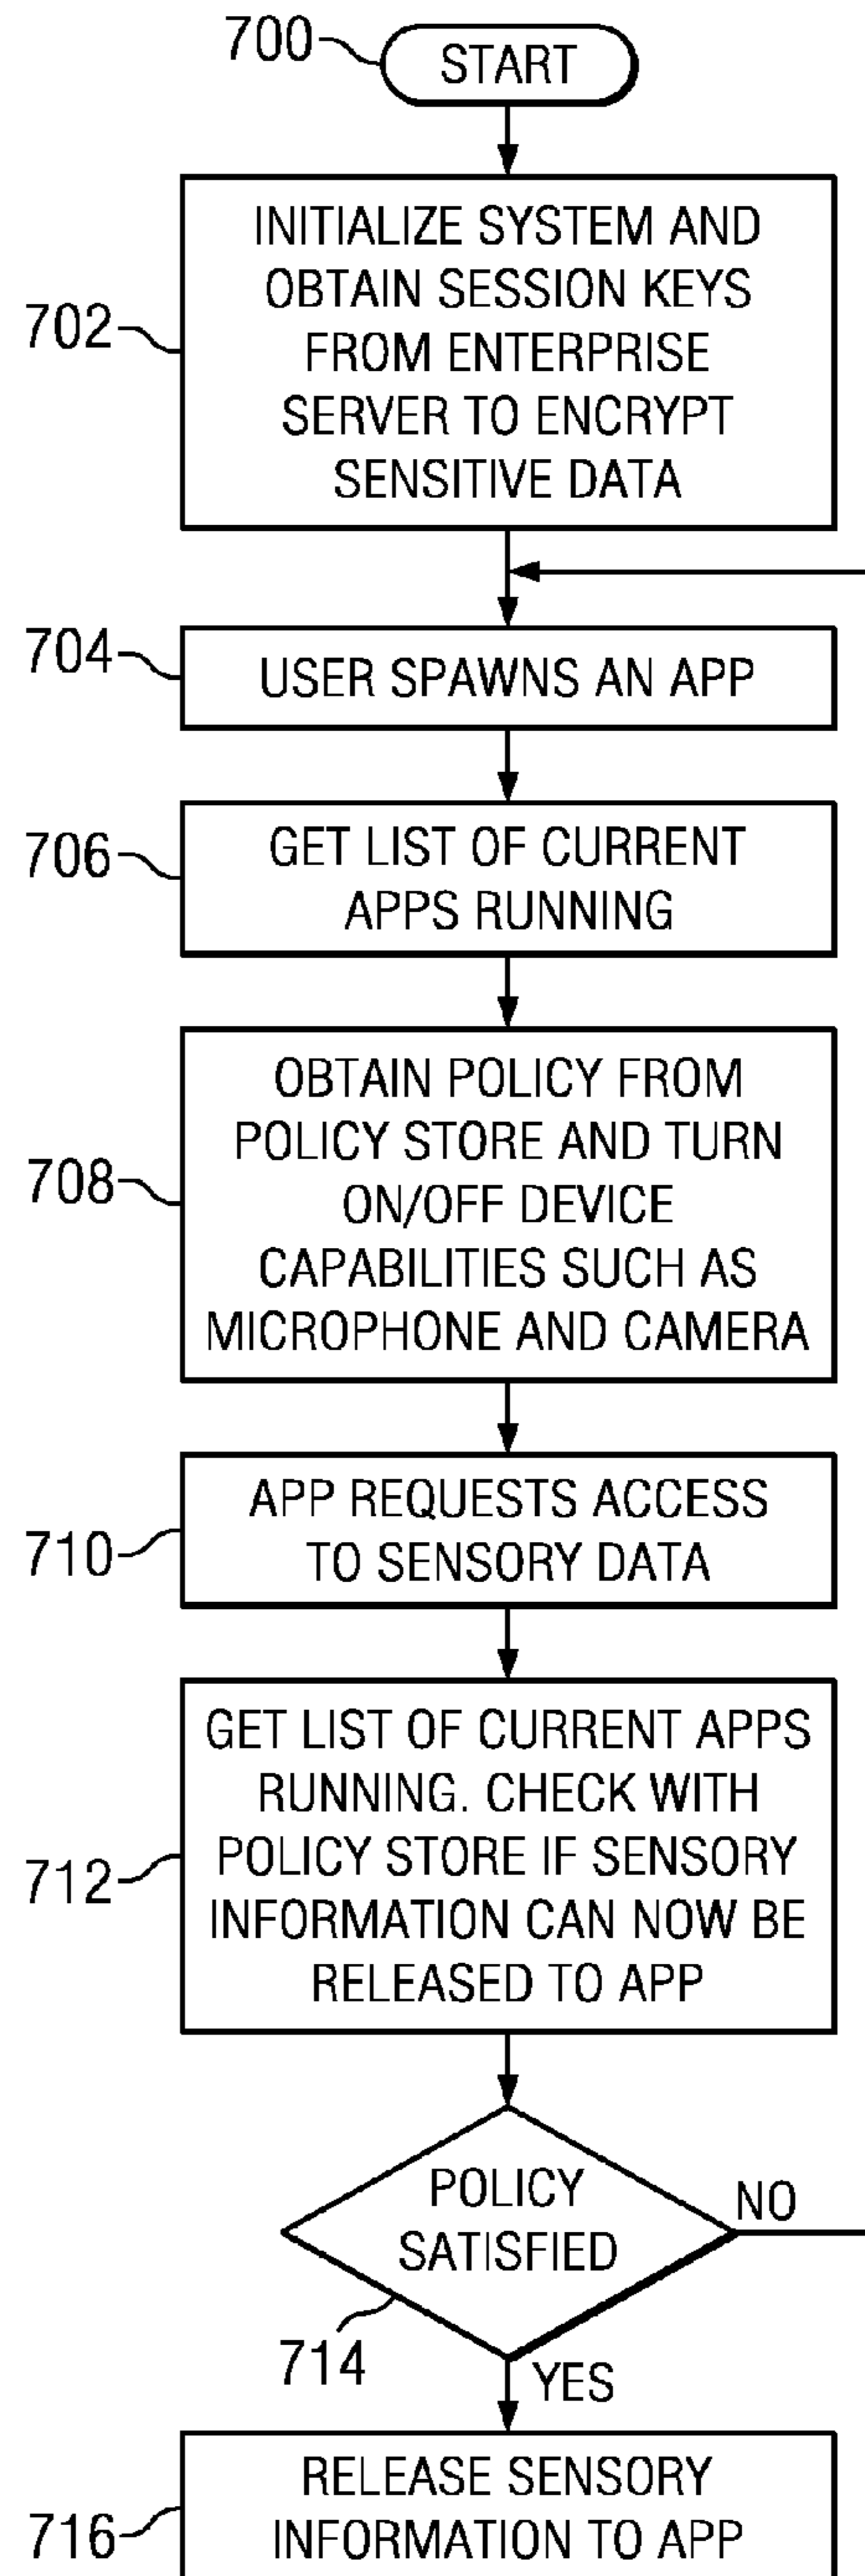 700
START
702
INITIALIZE SYSTEM AND
OBTAIN SESSION KEYS
FROM ENTERPRISE
SERVER TO ENCRYPT
SENSITIVE DATA
704
USER SPAWNS AN APP
706
GET LIST OF CURRENT
APPS RUNNING
708
OBTAIN POLICY FROM
POLICY STORE AND TURN
ON/OFF DEVICE
CAPABILITIES SUCH AS
MICROPHONE AND CAMERA
710
APP REQUESTS ACCESS
TO SENSORY DATA
712
GET LIST OF CURRENT APPS
RUNNING. CHECK WITH
POLICY STORE IF SENSORY
INFORMATION CAN NOW BE
RELEASED TO APP
POLICY
SATISFIED
NO
714
YES
716
RELEASE SENSORY
INFORMATION TO APP